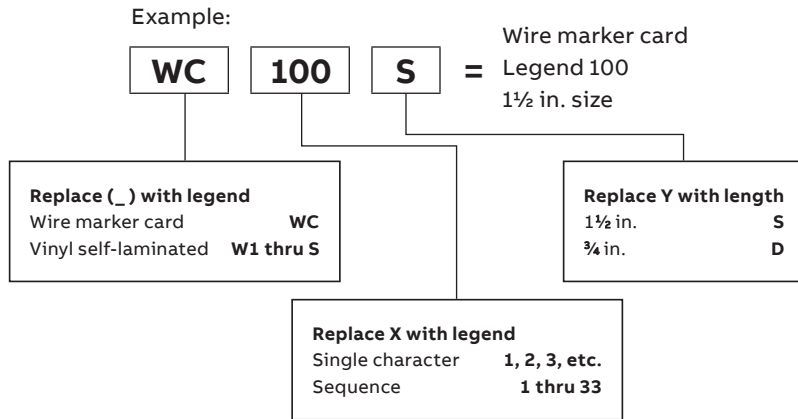 Example:
WC 100 S = Wire marker card
Legend 100
1½ in. size
Replace (_) with legend
Wire marker card WC
Vinyl self-laminated W1 thru S
Replace Y with length
1½ in. S
¾ in. D
Replace X with legend
Single character 1, 2, 3, etc.
Sequence 1 thru 33